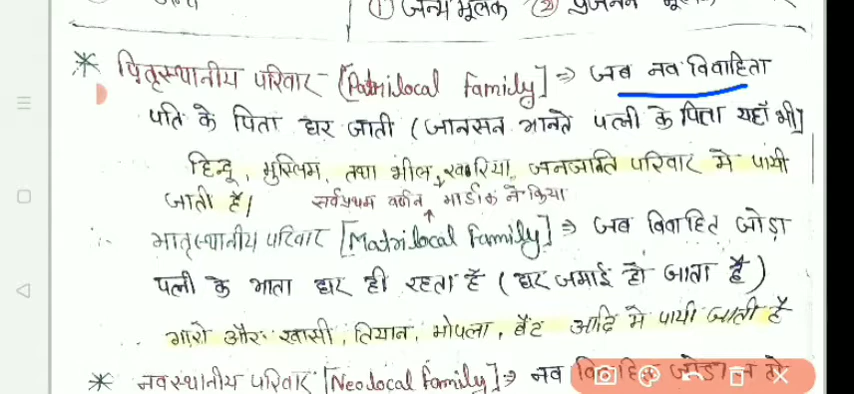 ① जन्म मूलक ② प्रजनन
* पितृस्थानीय परिवार - [Patrilocal Family] ⇒ जब नव विवाहिता
पति के पिता घर जाती (जानसन मानते पत्नी के पिता यहाँ भी]
हिन्दू, मुस्लिम, तथा भील, खारिया, जनजाति परिवार मे पायी
जाती है। सर्वप्रथम वर्णन मार्डाक ने किया
मातृस्थानीय परिवार [Matrilocal Family] ⇒ जब विवाहित जोड़ा
पत्नी के माता घर ही रहता है (घर जमाई हो जाता है)
गारो और खासी, तियान, मोपला, बैंट आदि मे पायी जाती है
* नवस्थानीय परिवार [Neolocal Family] ⇒ नव